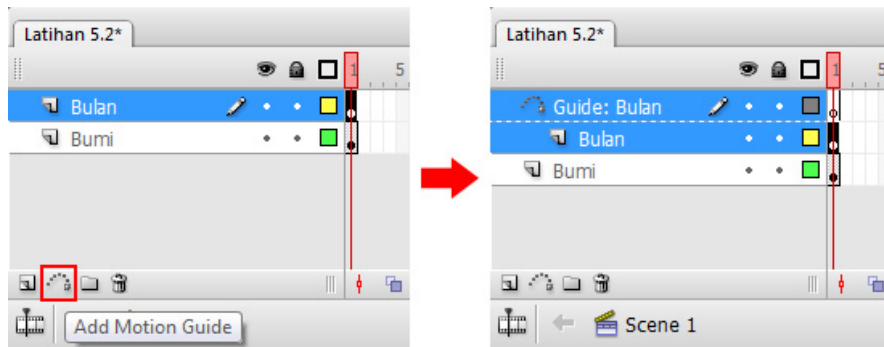 Latihan 5.2*
1 5
Bulan
Bumi
Add Motion Guide
Latihan 5.2*
1 5
Guide: Bulan
Bulan
Bumi
Scene 1